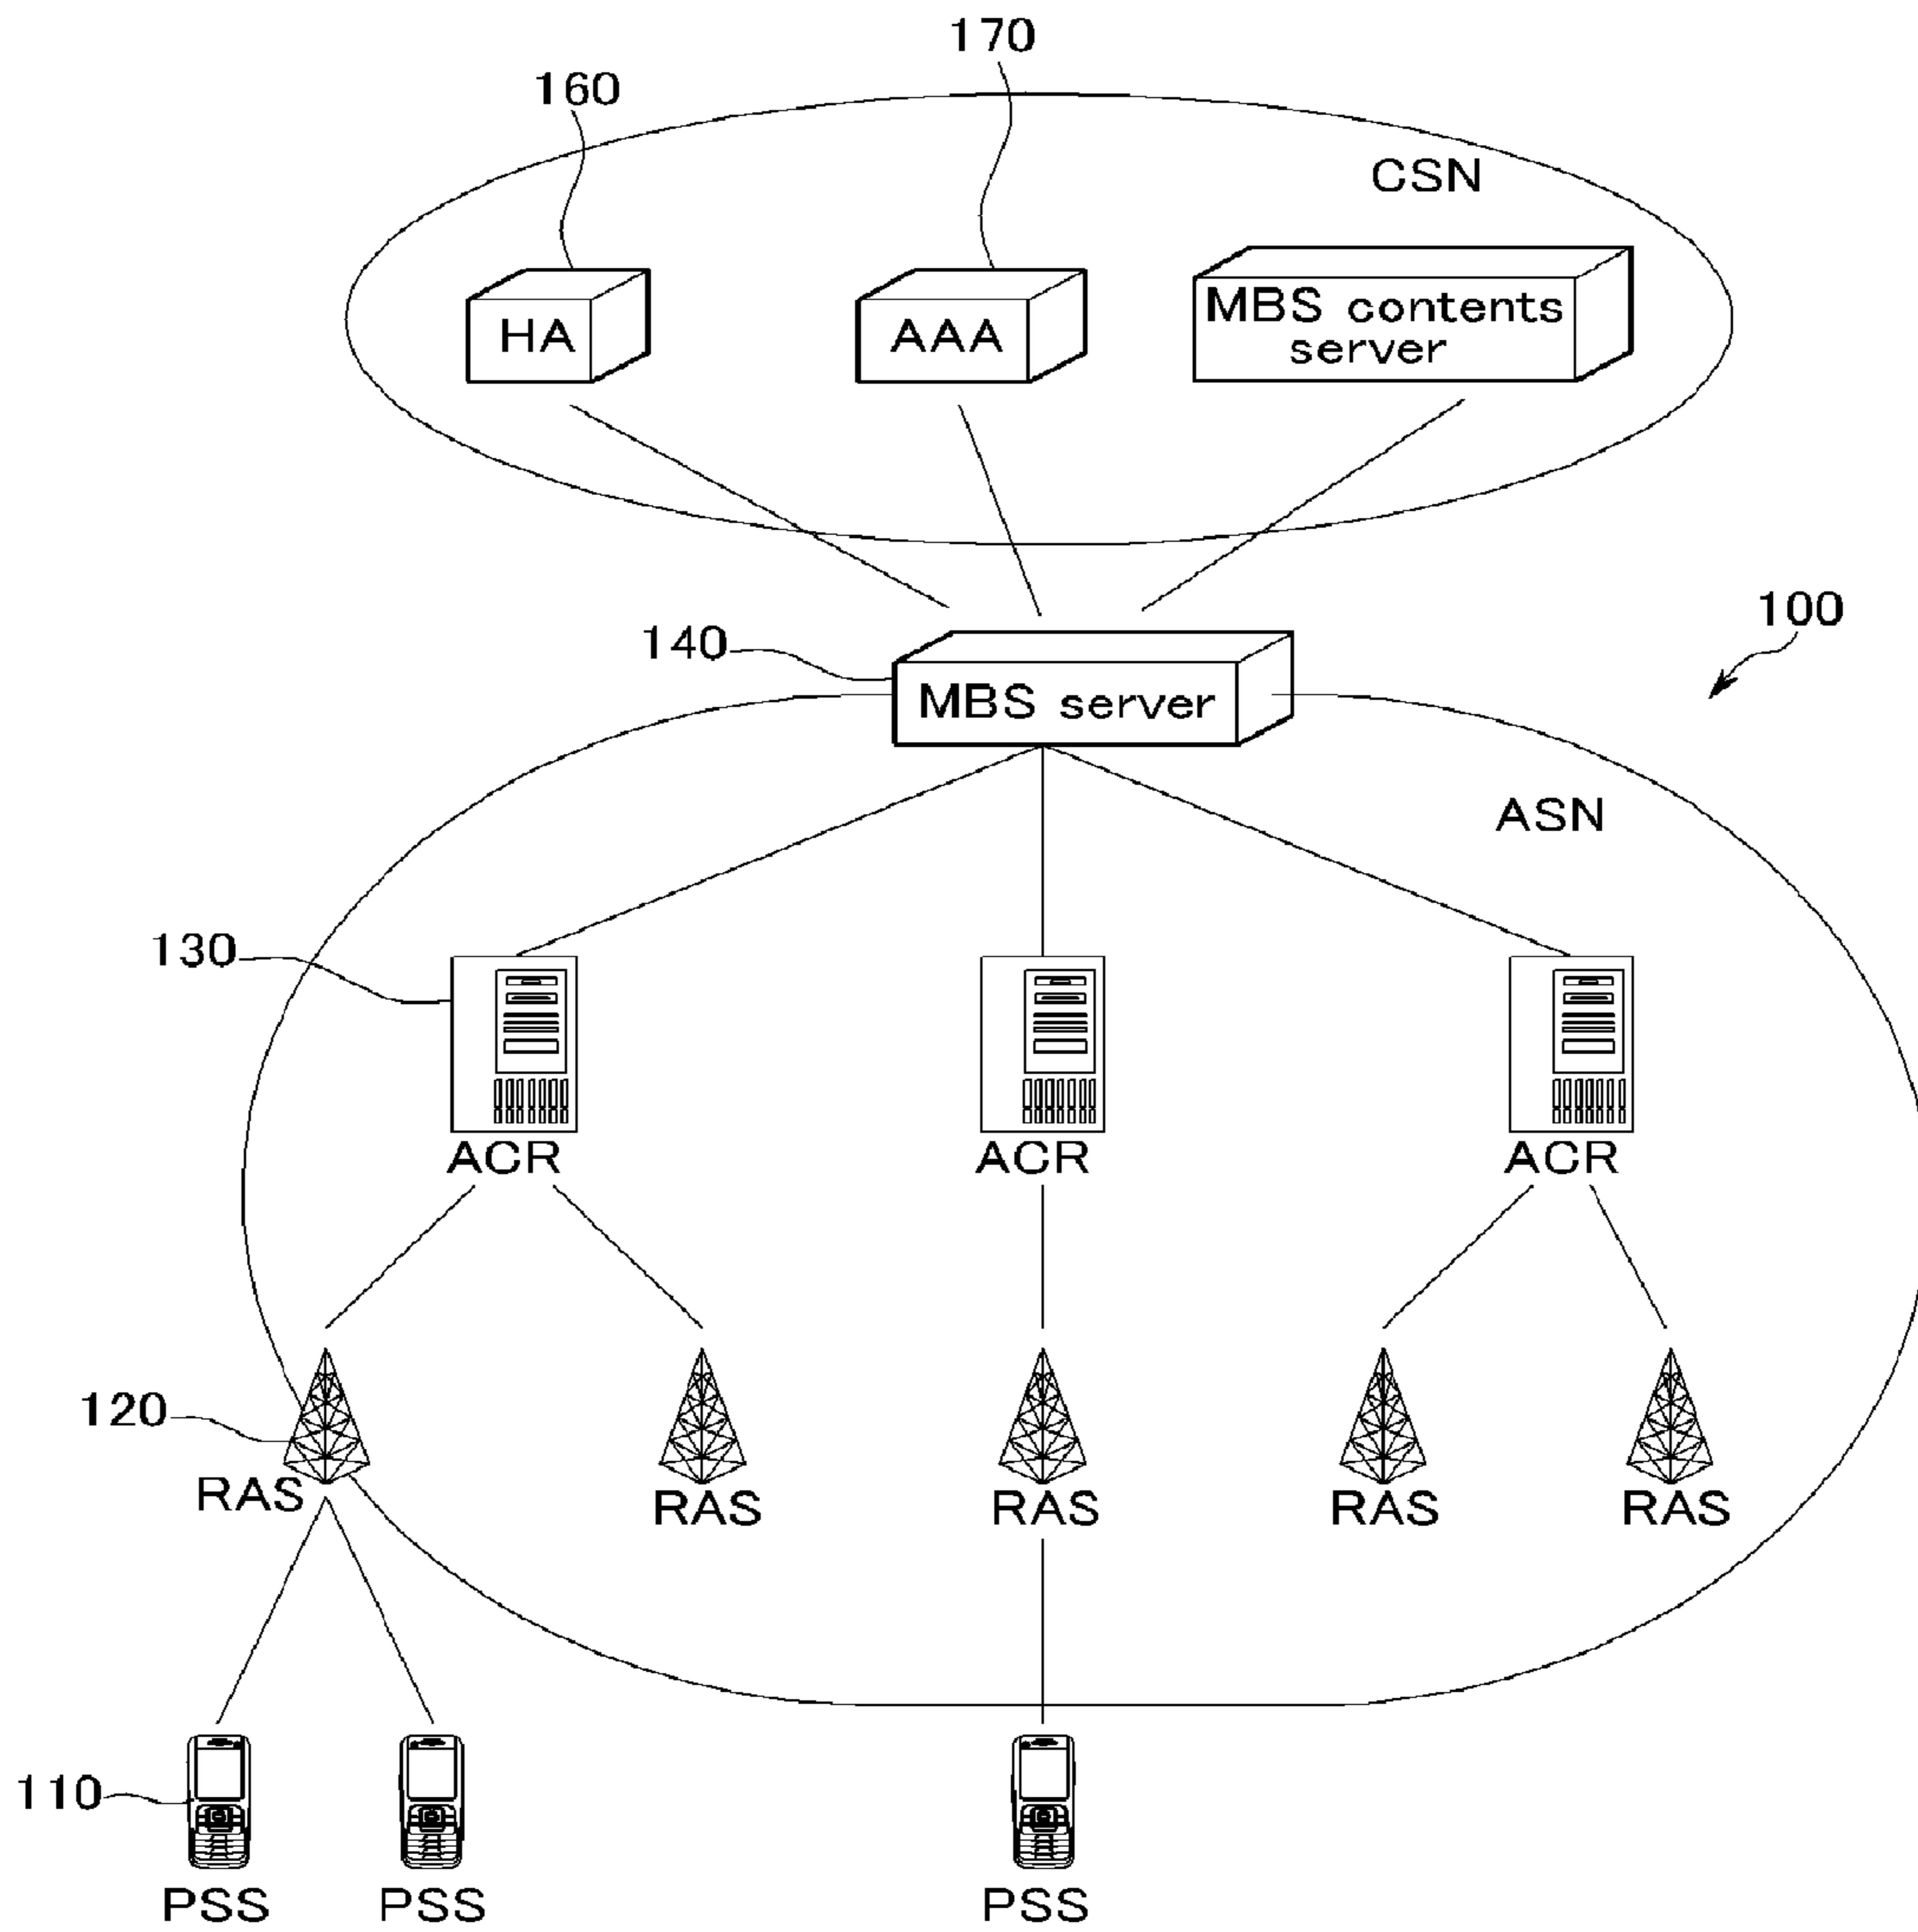 170
160
CSN
HA
AAA
MBS contents
server
100
140
MBS server
ASN
130
ACR
ACR
ACR
120
RAS
RAS
RAS
RAS
RAS
110
PSS
PSS
PSS